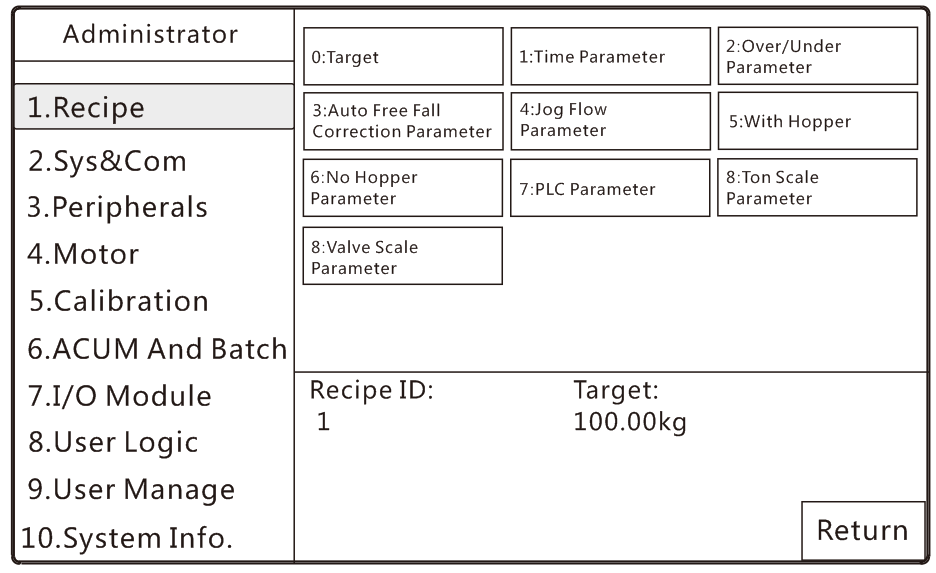 Administrator
1.Recipe
2.Sys&Com
3.Peripherals
4.Motor
5.Calibration
6.ACUM And Batch
7.I/O Module
8.User Logic
9.User Manage
10.System Info.
0:Target
1:Time Parameter
2:Over/Under
Parameter
3:Auto Free Fall
Correction Parameter
4:Jog Flow
Parameter
5:With Hopper
6:No Hopper
Parameter
7:PLC Parameter
8:Ton Scale
Parameter
8:Valve Scale
Parameter
Recipe ID:
1
Target:
100.00kg
Return